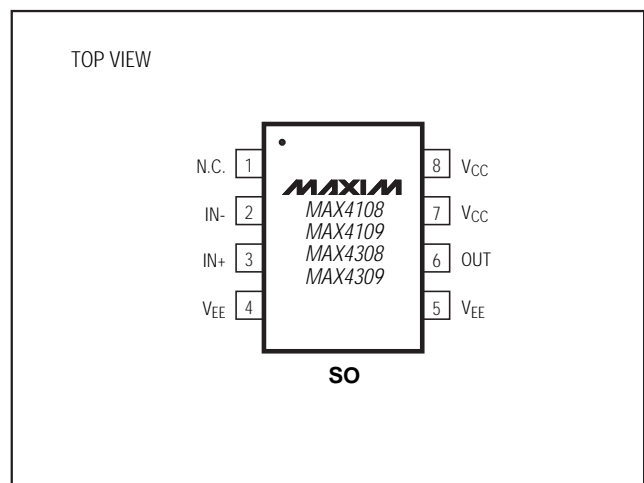 TOP VIEW
N.C. 1
IN- 2
IN+ 3
VEE 4
MAXIM
MAX4108
MAX4109
MAX4308
MAX4309
8 VCC
7 VCC
6 OUT
5 VEE
SO